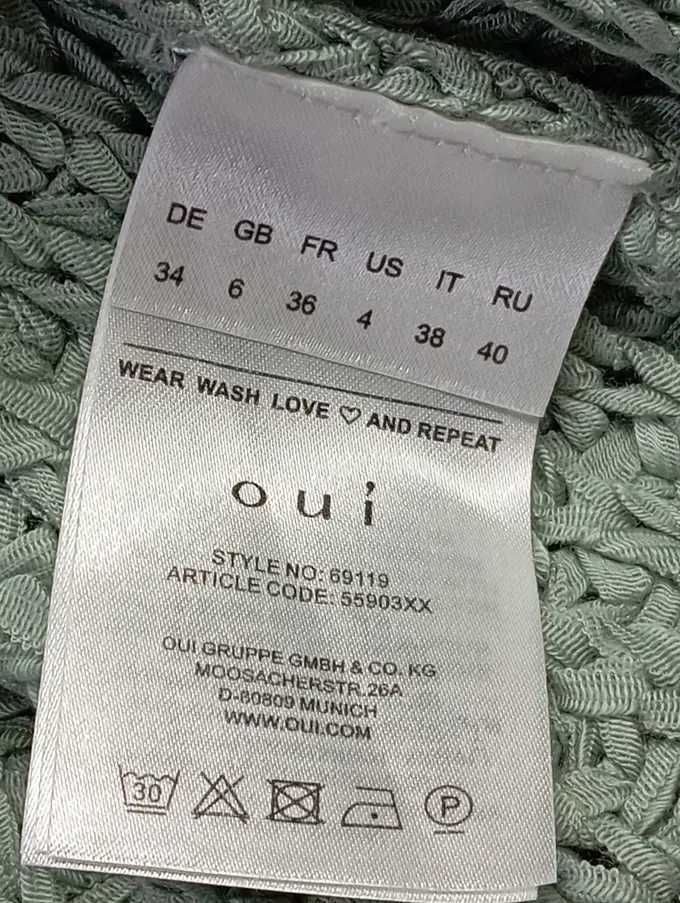 DE GB FR US IT RU
34 6 36 4 38 40
WEAR WASH LOVE ♡ AND REPEAT
oui
STYLE NO: 69119
ARTICLE CODE: 55903XX
OUI GRUPPE GMBH & CO. KG
MOOSACHERSTR.26A
D-80809 MUNICH
WWW.OUI.COM
30 P